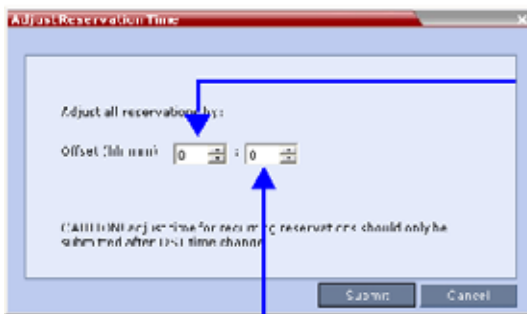 Adjust Reservation Time
Adjust all reservations by:
Offset (hh mm) 0 : 0
CAUTION! adjust time for recurring reservations should only be
submitted after DST time change
Submit Cancel